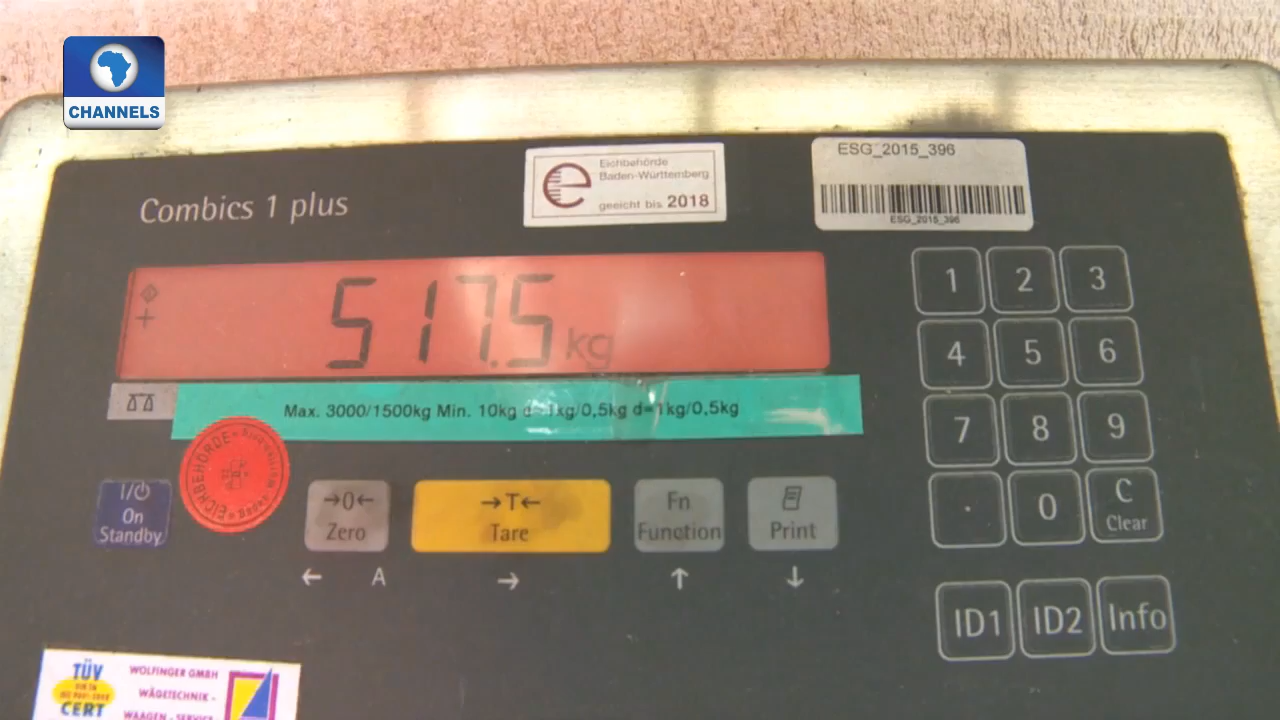 CHANNELS
Combics 1 plus
Eichbehörde
Baden-Württemberg
geeicht bis 2018
ESG_2015_396
ESG_2015_396
517.5 kg
Max. 3000/1500kg Min. 10kg d=1kg/0,5kg d=1kg/0,5kg
EICHBEHÖRDE
I/
On
Standby
→0←
Zero
→T←
Tare
Fn
Function
Print
← A → ↑ ↓
1 2 3
4 5 6
7 8 9
. 0 C
Clear
ID1 ID2 Info
TÜV
CERT
WOLFINGER GMBH
WÄGETECHNIK -
WAAGEN - SERVICE